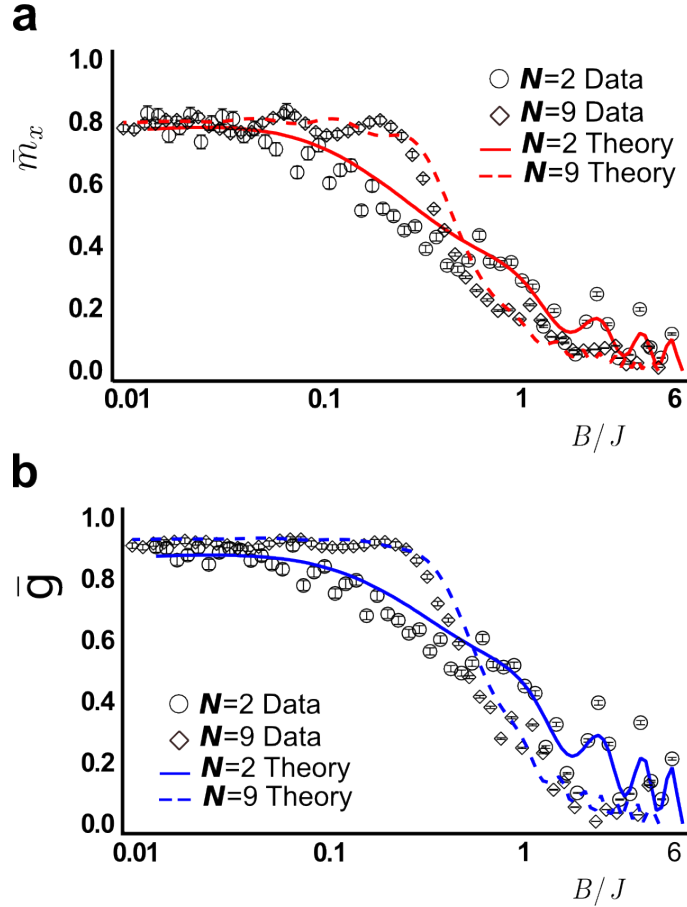 a
1.0
0.8
0.6
0.4
0.2
0.0
m̄ₓ
N=2 Data
N=9 Data
N=2 Theory
N=9 Theory
0.01
0.1
1
6
B/J
b
1.0
0.8
0.6
0.4
0.2
0.0
ḡ
N=2 Data
N=9 Data
N=2 Theory
N=9 Theory
0.01
0.1
1
6
B/J